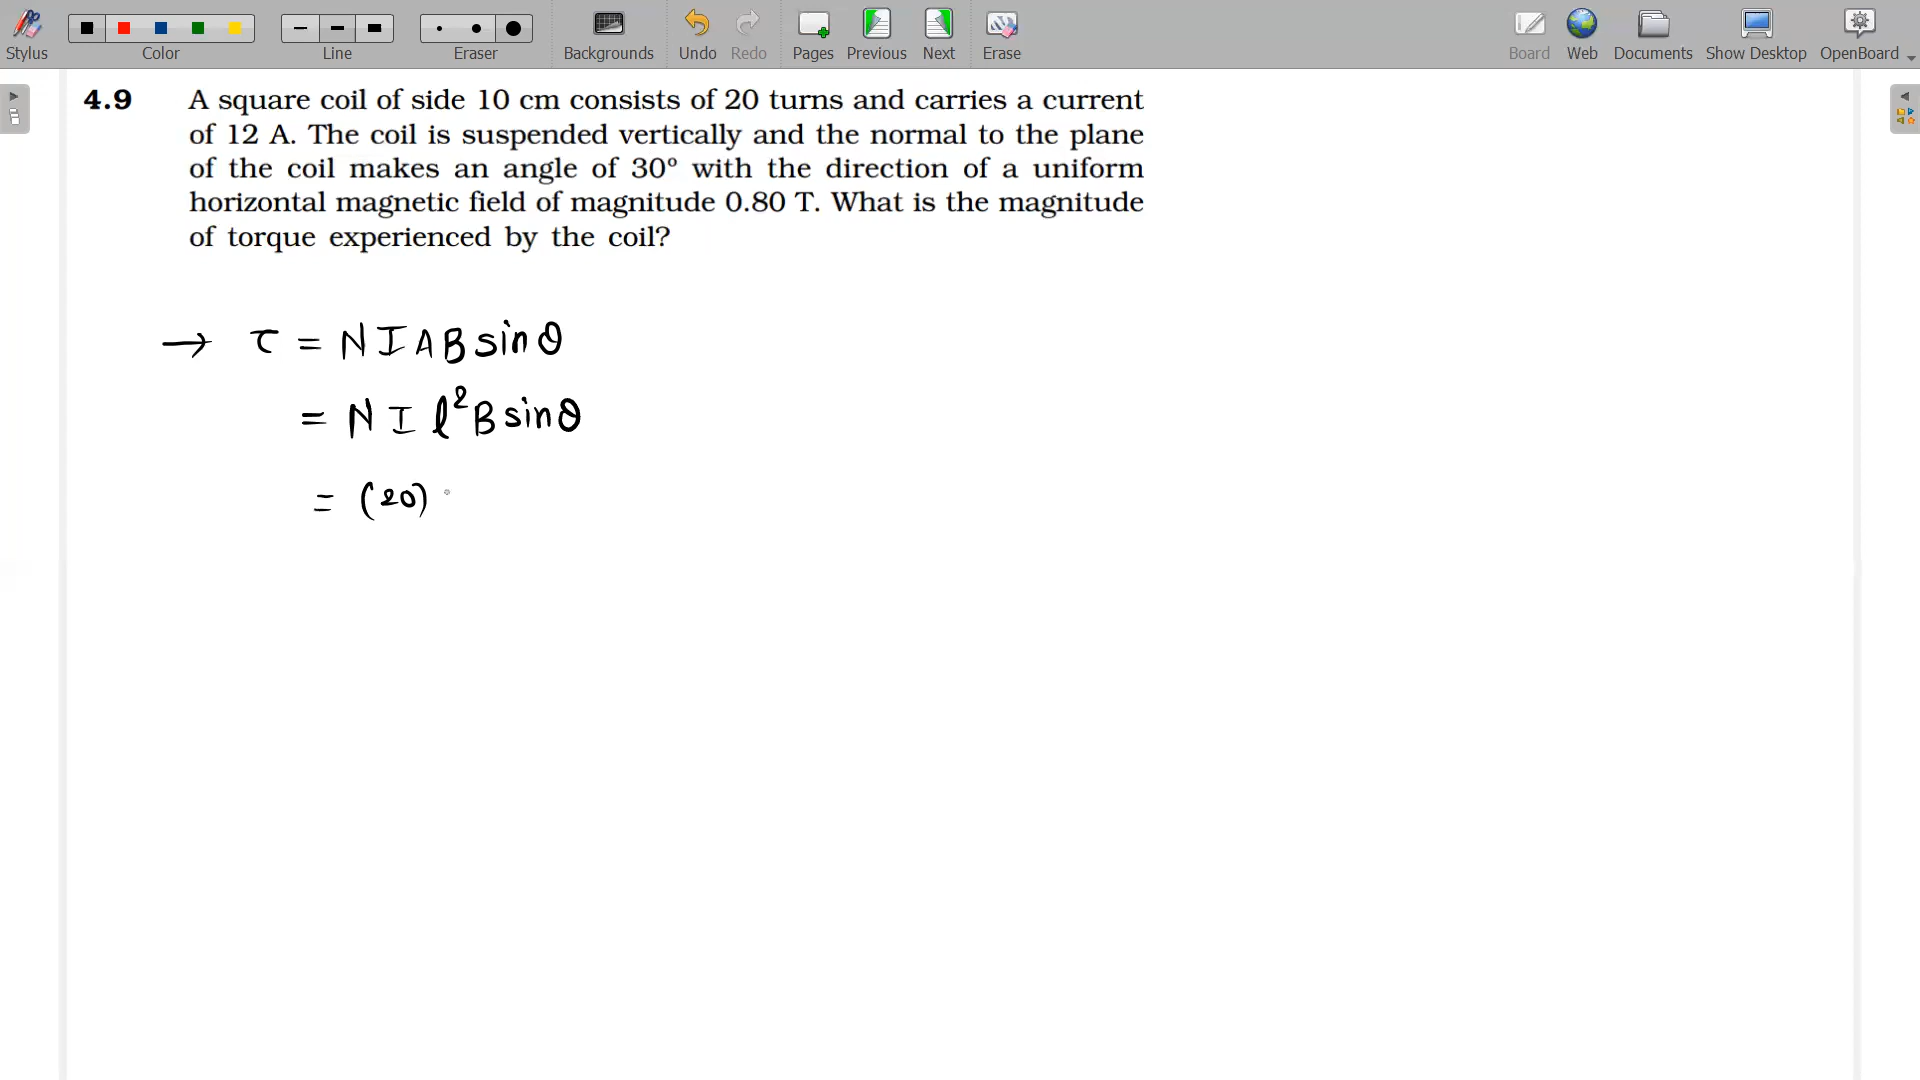 Stylus Color Line Eraser Backgrounds Undo Redo Pages Previous Next Erase Board Web Documents Show Desktop OpenBoard
4.9 A square coil of side 10 cm consists of 20 turns and carries a current
of 12 A. The coil is suspended vertically and the normal to the plane
of the coil makes an angle of 30° with the direction of a uniform
horizontal magnetic field of magnitude 0.80 T. What is the magnitude
of torque experienced by the coil?
→ τ = N I A B sin θ
= N I l² B sin θ
= (20)